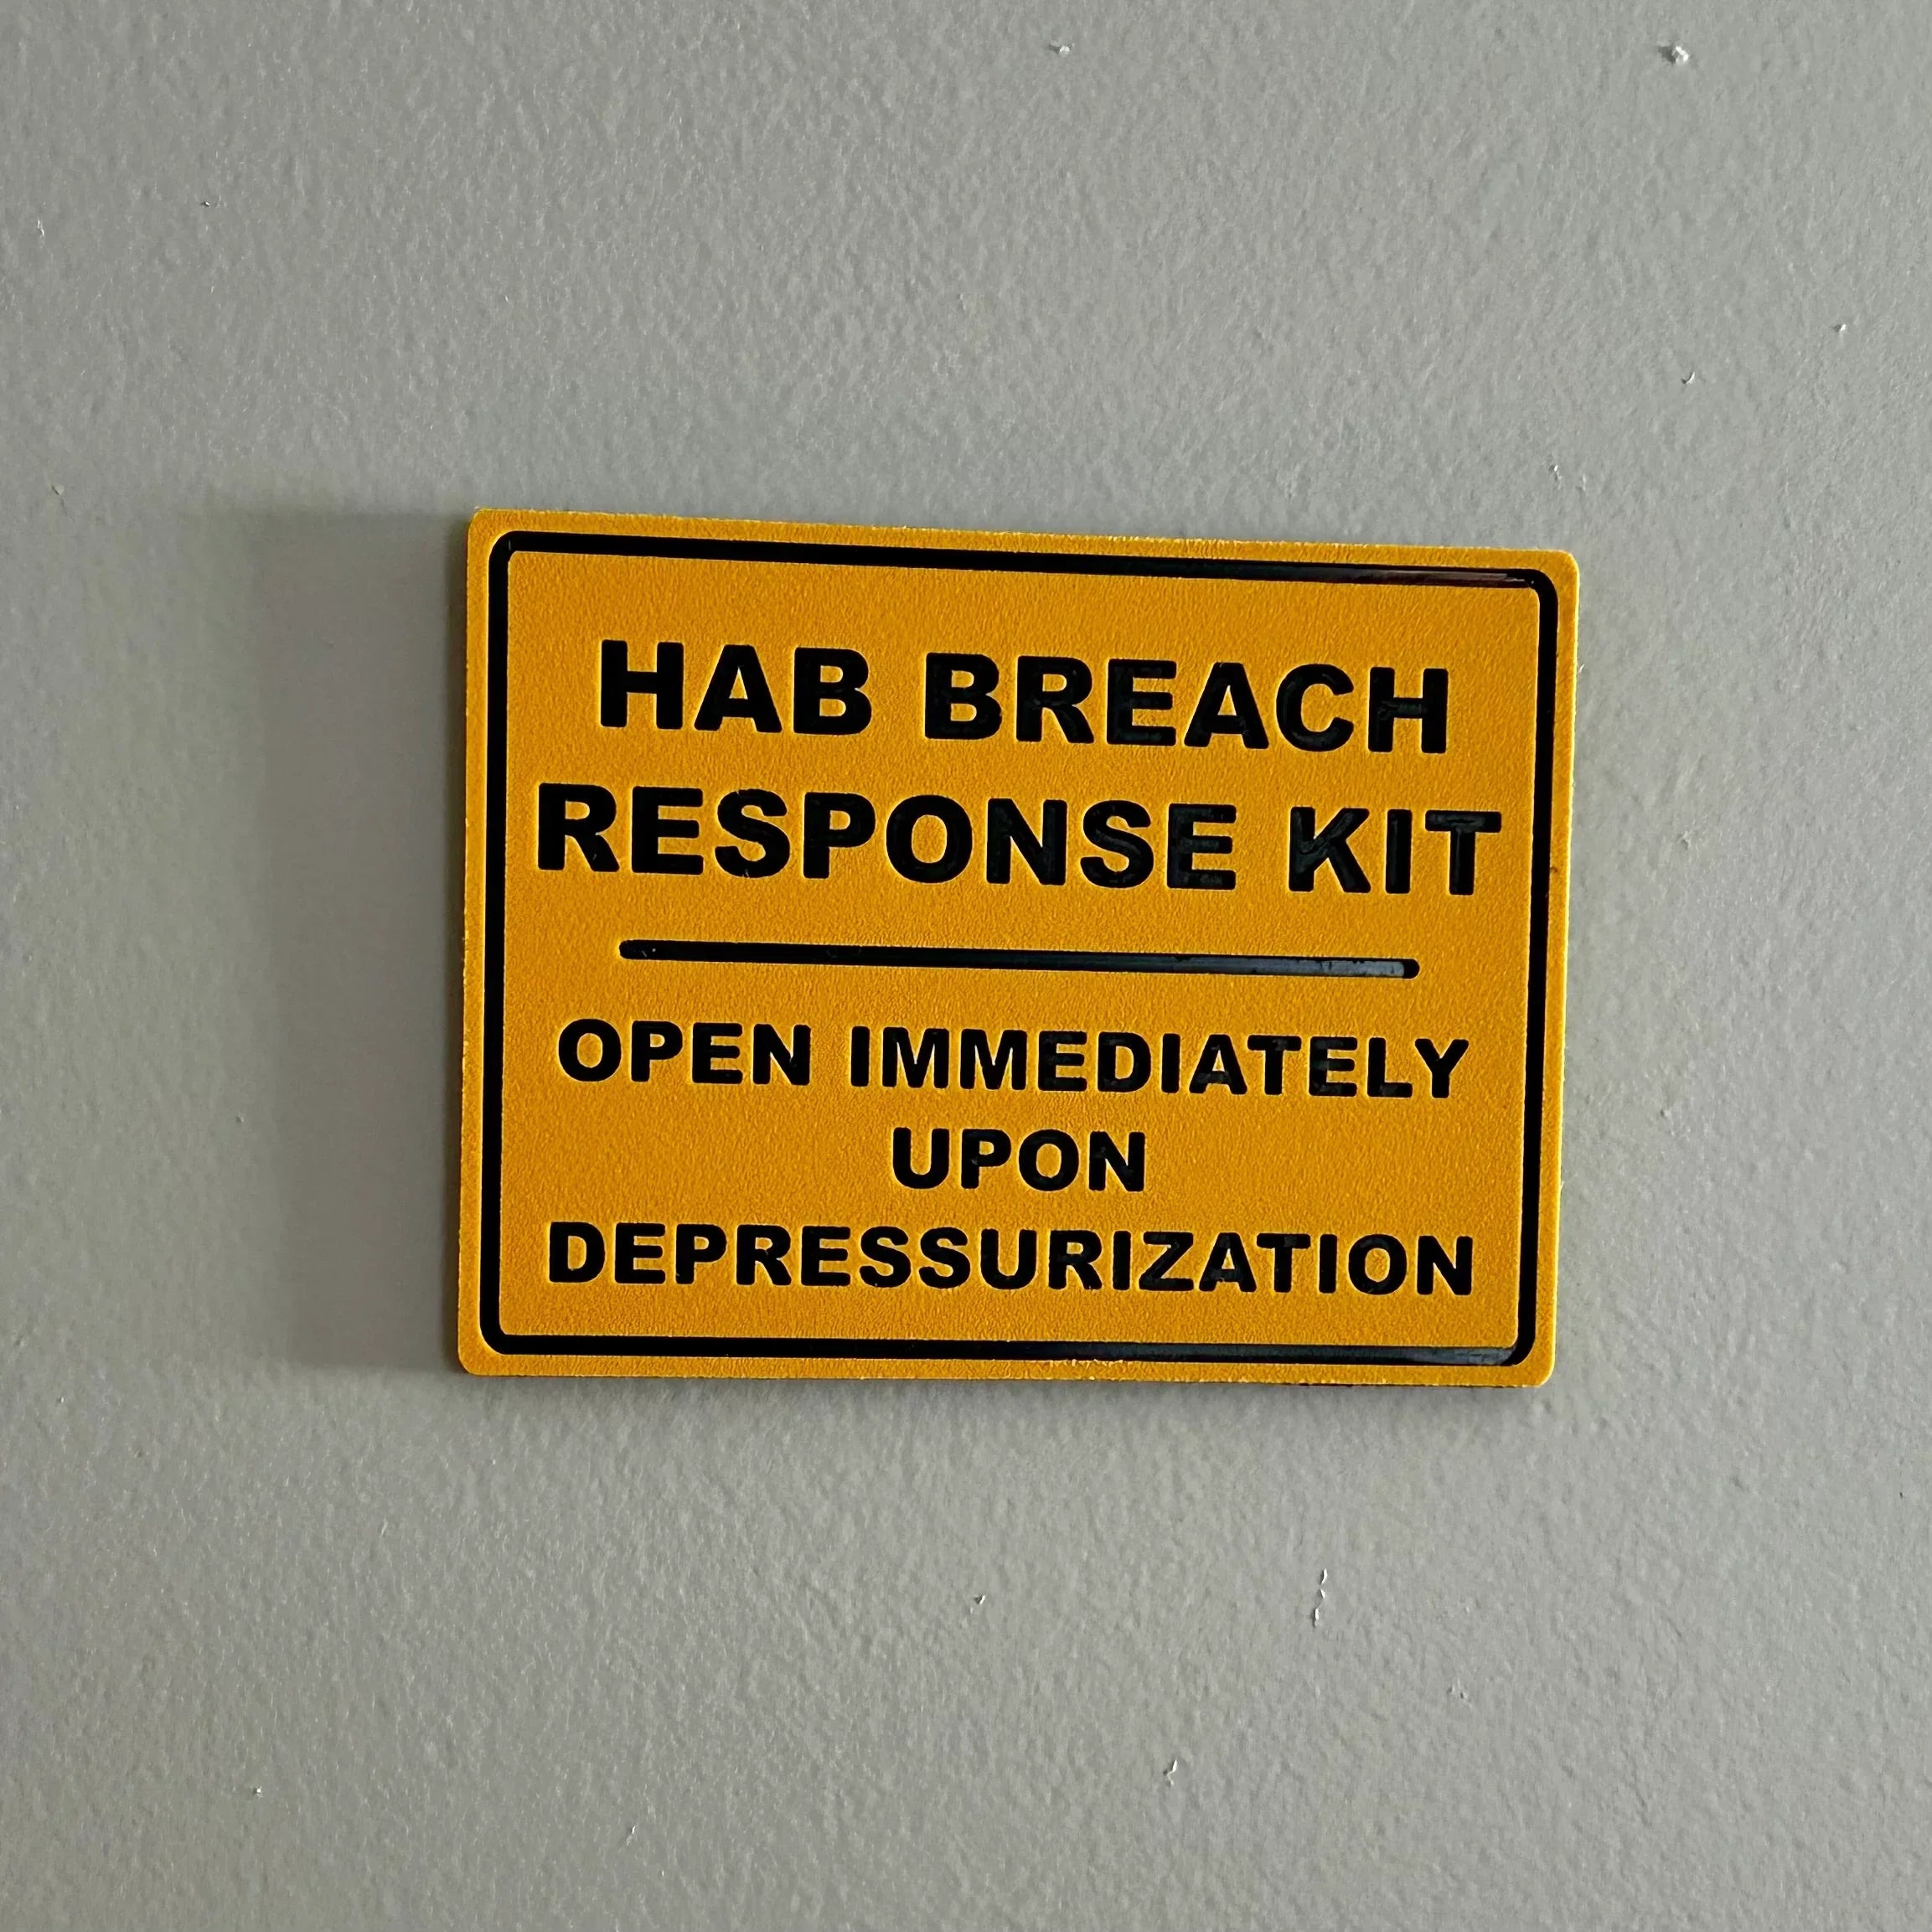 HAB BREACH
RESPONSE KIT
OPEN IMMEDIATELY
UPON
DEPRESSURIZATION